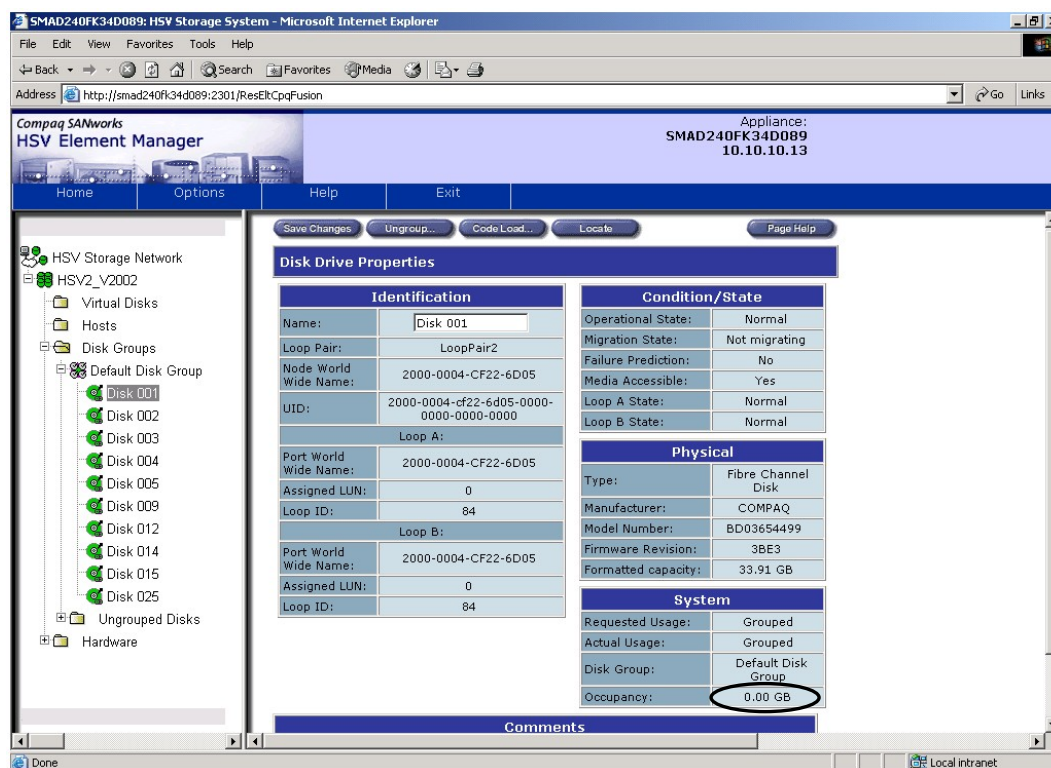 SMAD240FK34D089: HSV Storage System - Microsoft Internet Explorer
File Edit View Favorites Tools Help
Back Search Favorites Media
Address http://smad240fk34d089:2301/ResEltCpqFusion Go Links
Compaq SANworks
HSV Element Manager
Appliance:
SMAD240FK34D089
10.10.10.13
Home Options Help Exit
HSV Storage Network
HSV2_V2002
Virtual Disks
Hosts
Disk Groups
Default Disk Group
Disk 001
Disk 002
Disk 003
Disk 004
Disk 005
Disk 009
Disk 012
Disk 014
Disk 015
Disk 025
Ungrouped Disks
Hardware
Save Changes Ungroup... Code Load... Locate Page Help
Disk Drive Properties
Identification
Name: Disk 001
Loop Pair: LoopPair2
Node World
Wide Name: 2000-0004-CF22-6D05
UID: 2000-0004-cf22-6d05-0000-
0000-0000-0000
Loop A:
Port World
Wide Name: 2000-0004-CF22-6D05
Assigned LUN: 0
Loop ID: 84
Loop B:
Port World
Wide Name: 2000-0004-CF22-6D05
Assigned LUN: 0
Loop ID: 84
Condition/State
Operational State: Normal
Migration State: Not migrating
Failure Prediction: No
Media Accessible: Yes
Loop A State: Normal
Loop B State: Normal
Physical
Type: Fibre Channel
Disk
Manufacturer: COMPAQ
Model Number: BD03654499
Firmware Revision: 3BE3
Formatted capacity: 33.91 GB
System
Requested Usage: Grouped
Actual Usage: Grouped
Disk Group: Default Disk
Group
Occupancy: 0.00 GB
Comments
Done Local intranet